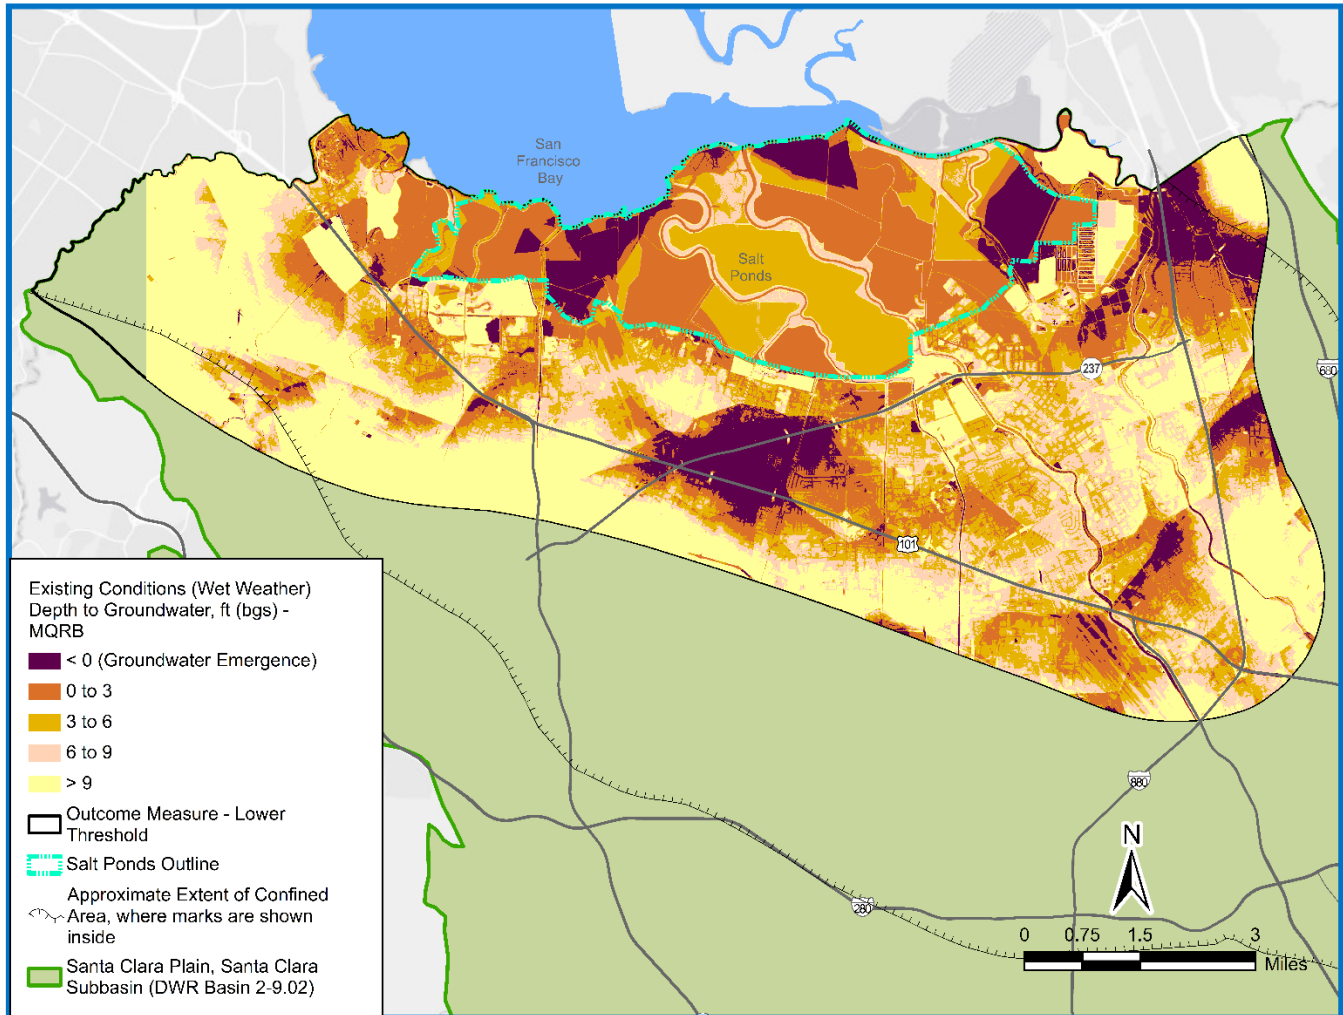 San
Francisco
Bay
Salt
Ponds
237
680
101
880
280
Existing Conditions (Wet Weather)
Depth to Groundwater, ft (bgs) -
MQRB
< 0 (Groundwater Emergence)
0 to 3
3 to 6
6 to 9
> 9
Outcome Measure - Lower
Threshold
Salt Ponds Outline
Approximate Extent of Confined
Area, where marks are shown
inside
Santa Clara Plain, Santa Clara
Subbasin (DWR Basin 2-9.02)
N
0 0.75 1.5 3
Miles